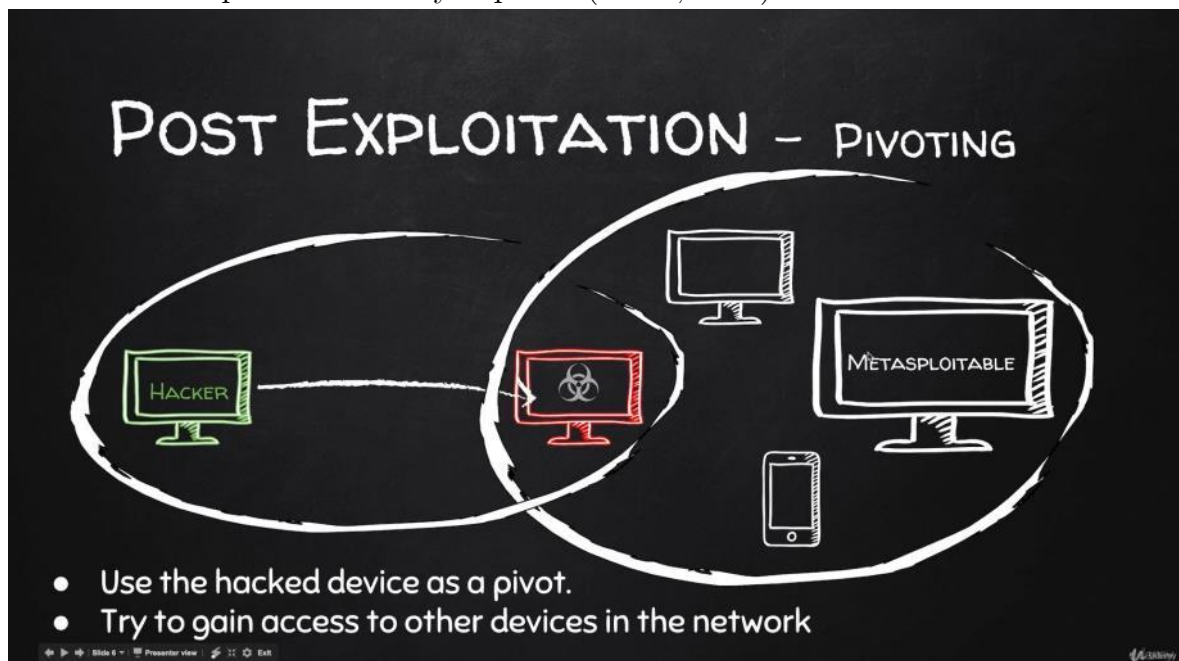 POST EXPLOITATION - PIVOTING
HACKER
METASPLOITABLE
● Use the hacked device as a pivot.
● Try to gain access to other devices in the network
Slide 6 Presenter view Exit